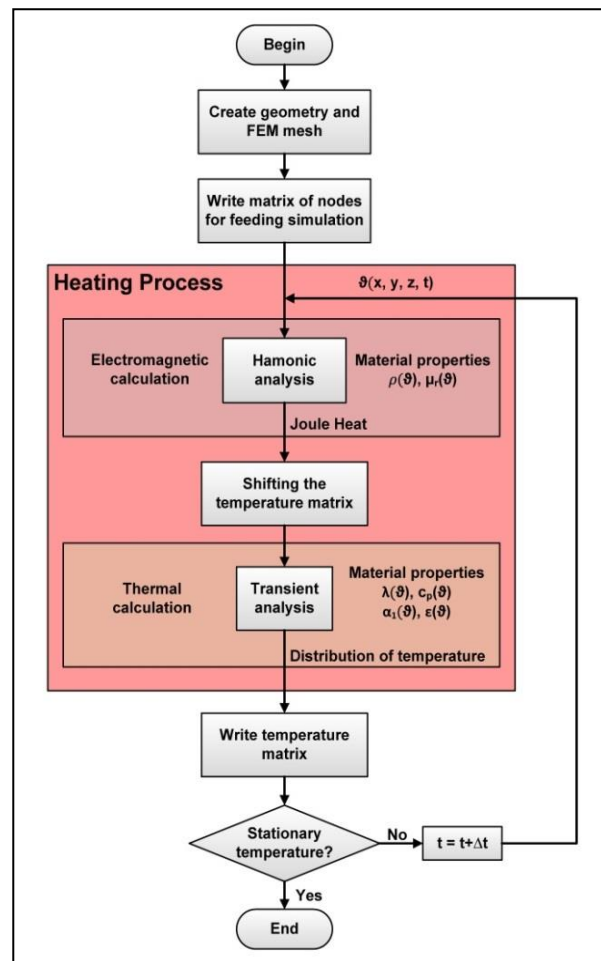 Begin
Create geometry and
FEM mesh
Write matrix of nodes
for feeding simulation
Heating Process
ϑ(x, y, z, t)
Electromagnetic
calculation
Hamonic
analysis
Material properties
ρ(ϑ), μr(ϑ)
Joule Heat
Shifting the
temperature matrix
Thermal
calculation
Transient
analysis
Material properties
λ(ϑ), cp(ϑ)
α1(ϑ), ε(ϑ)
Distribution of temperature
Write temperature
matrix
Stationary
temperature?
No
t = t+Δt
Yes
End